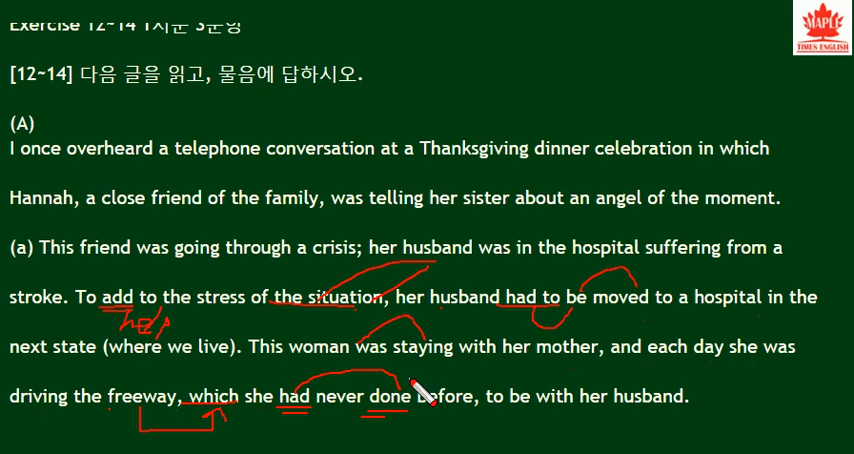 Exercise 12~14 1지문 3문항
MAPLE
TIMES ENGLISH
[12~14] 다음 글을 읽고, 물음에 답하시오.
(A)
I once overheard a telephone conversation at a Thanksgiving dinner celebration in which
Hannah, a close friend of the family, was telling her sister about an angel of the moment.
(a) This friend was going through a crisis; her husband was in the hospital suffering from a
stroke. To add to the stress of the situation, her husband had to be moved to a hospital in the
next state (where we live). This woman was staying with her mother, and each day she was
driving the freeway, which she had never done before, to be with her husband.